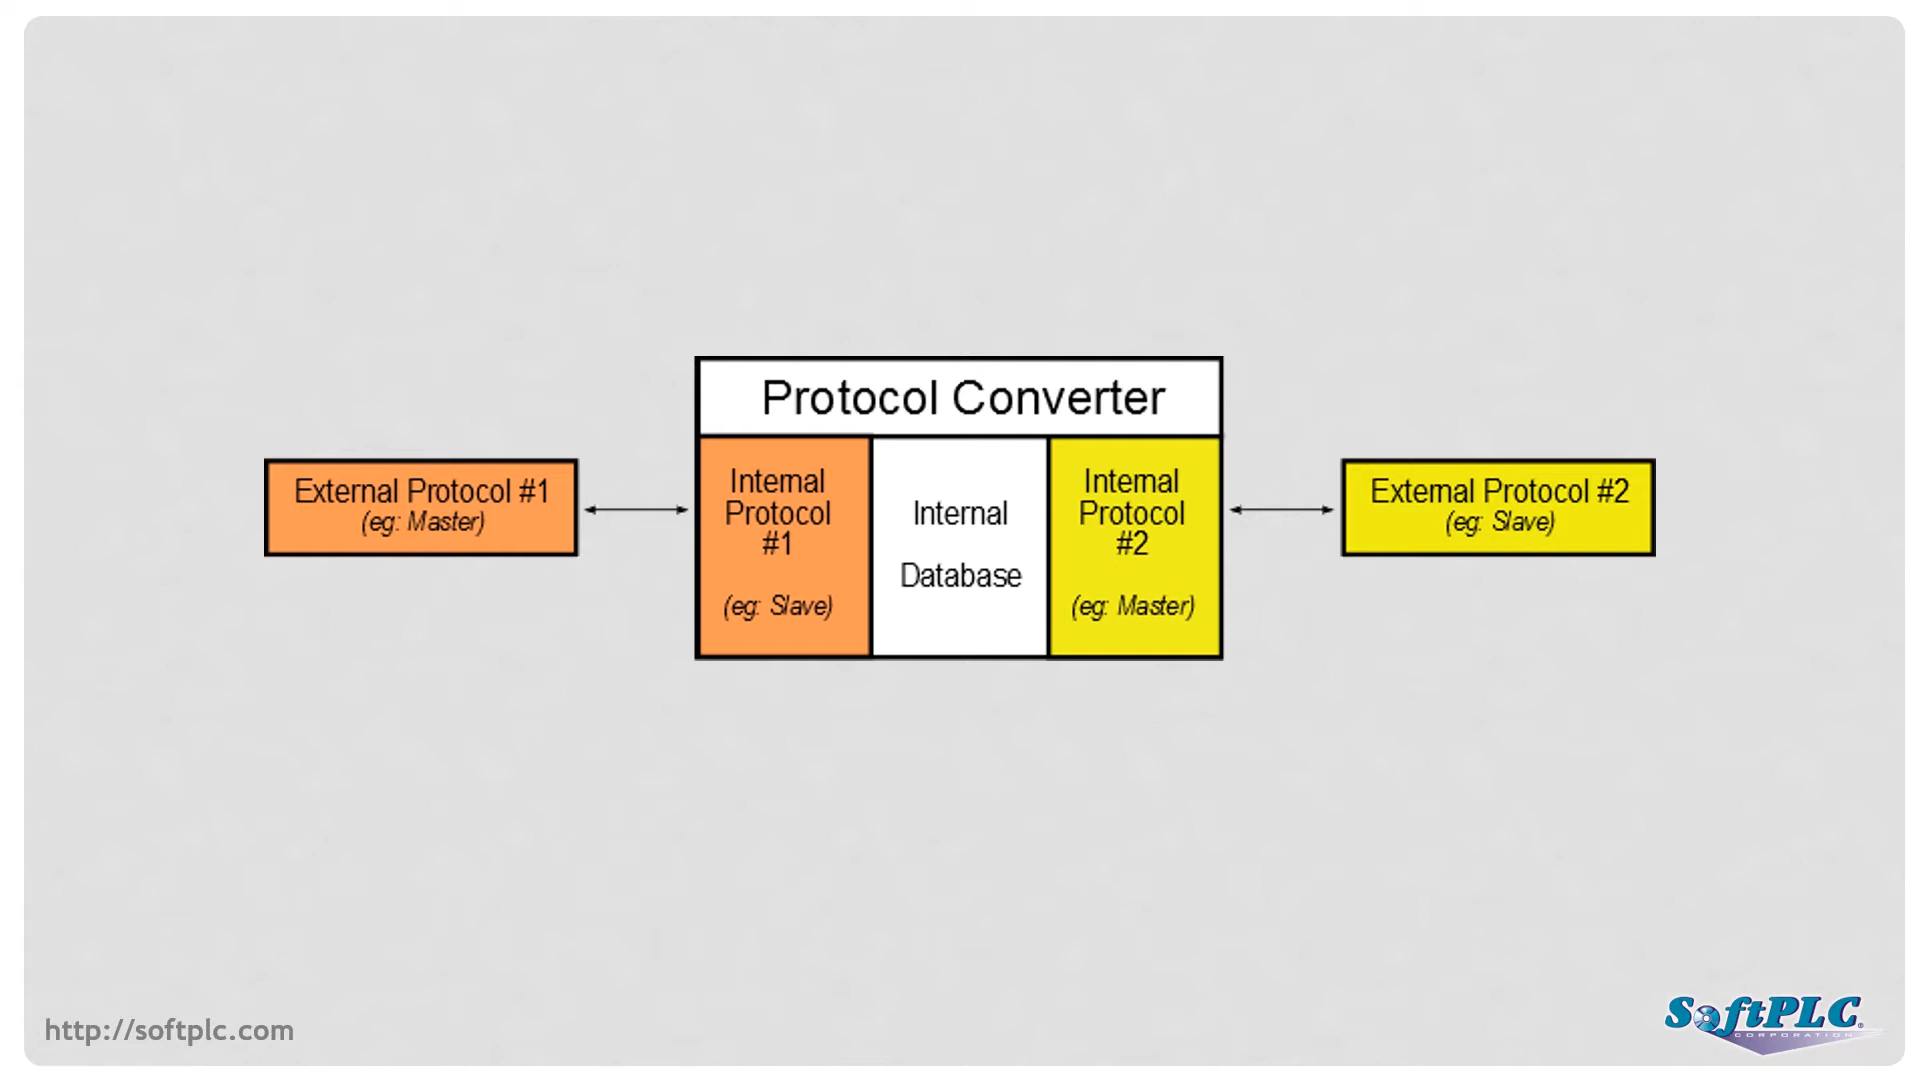 Protocol Converter
External Protocol #1
(eg: Master)
Internal
Protocol
#1
(eg: Slave)
Internal
Database
Internal
Protocol
#2
(eg: Master)
External Protocol #2
(eg: Slave)
http://softplc.com
SoftPLC®
CORPORATION